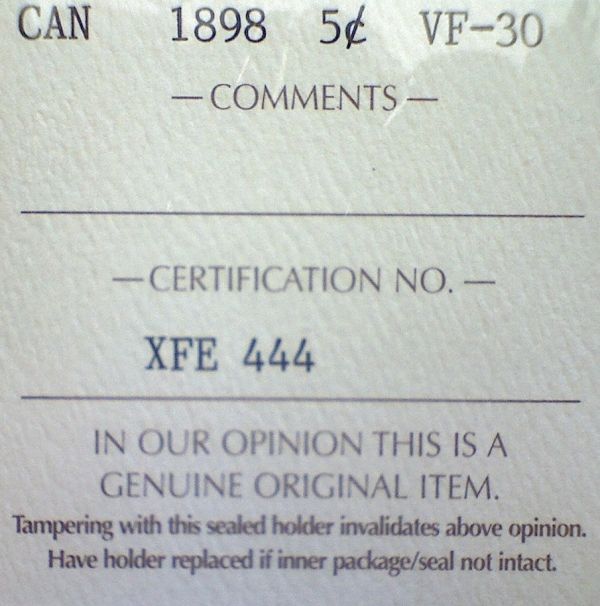 CAN 1898 5¢ VF-30
— COMMENTS —
— CERTIFICATION NO. —
XFE 444
IN OUR OPINION THIS IS A
GENUINE ORIGINAL ITEM.
Tampering with this sealed holder invalidates above opinion.
Have holder replaced if inner package/seal not intact.